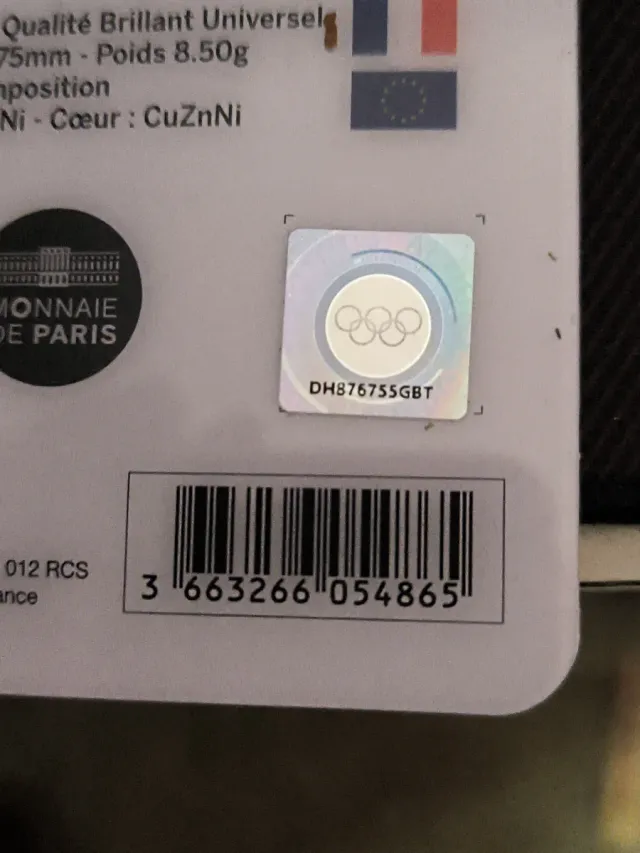 Qualité Brillant Universel
75mm - Poids 8.50g
mposition
Ni - Cœur : CuZnNi
MONNAIE
DE PARIS
DH876755GBT
012 RCS
ance
3 663266 054865